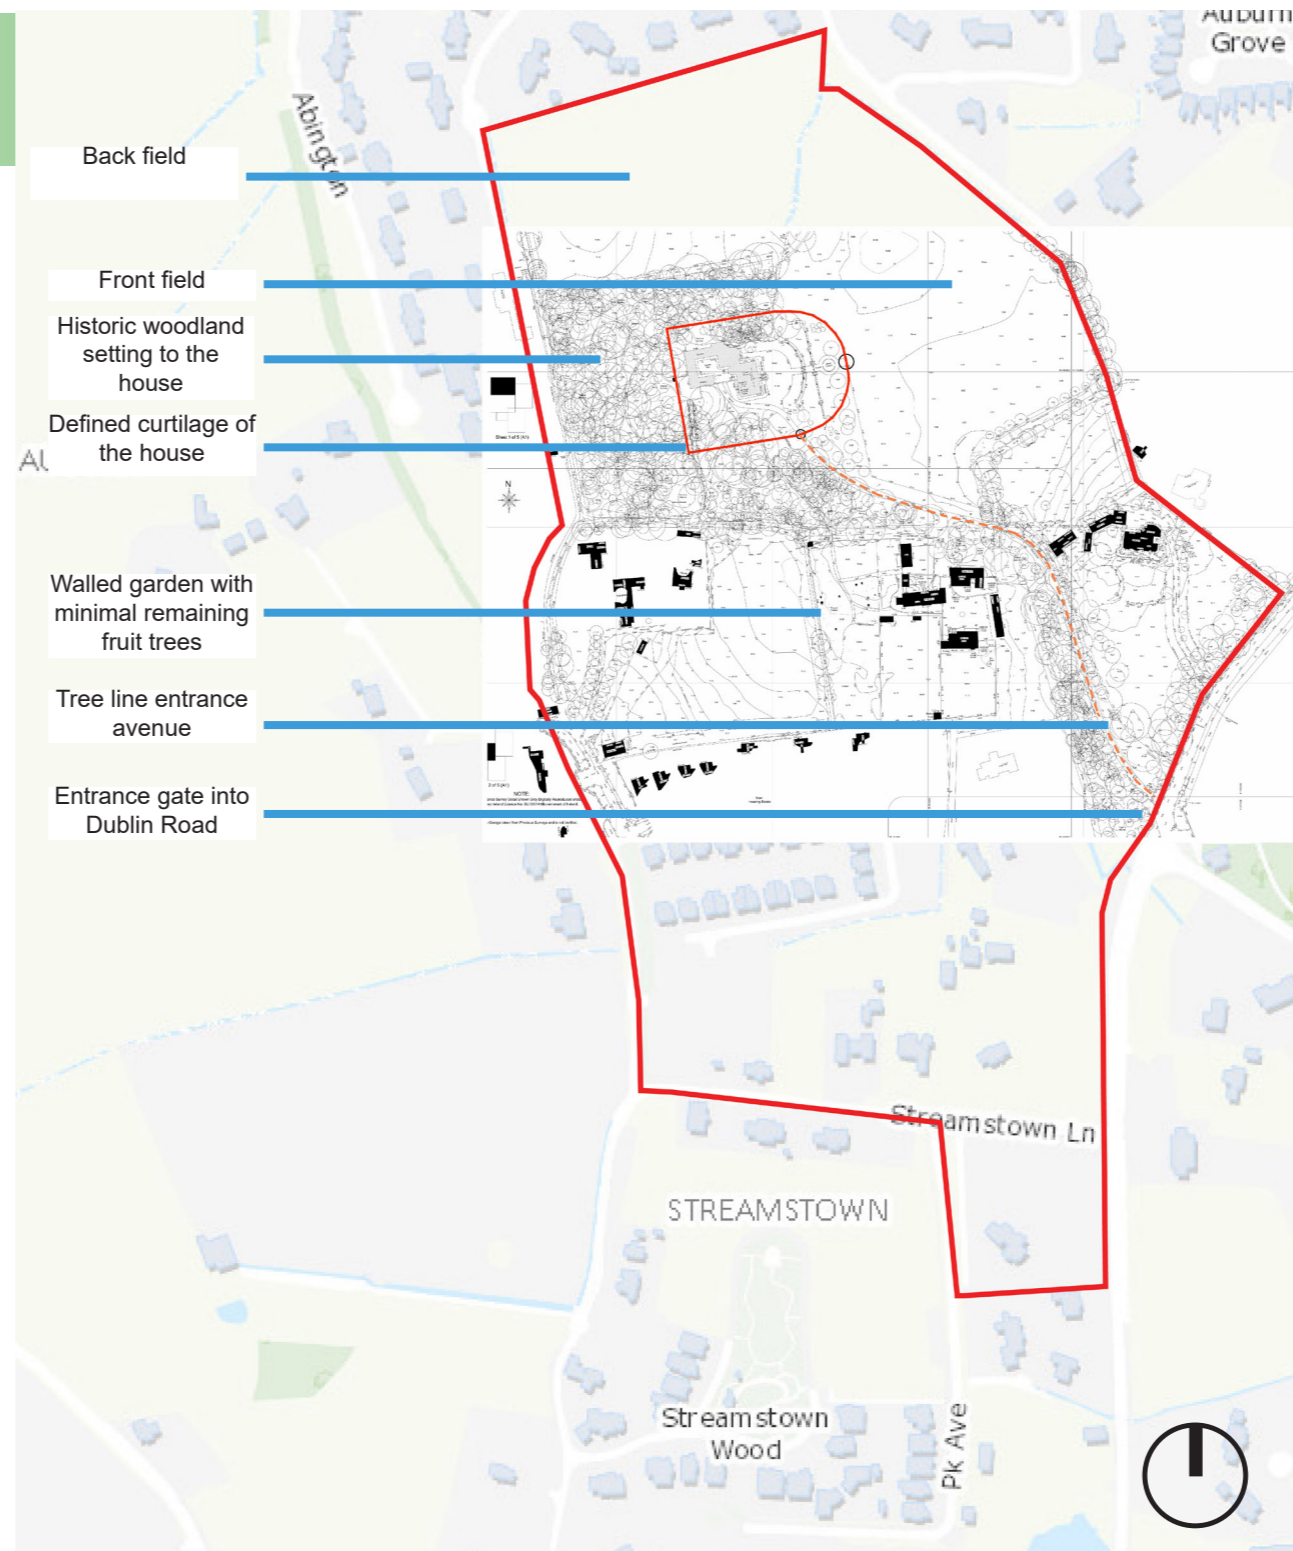 Auburn
Grove
Abington
Back field
Front field
Historic woodland
setting to the
house
Defined curtilage of
the house
AU
N
Walled garden with
minimal remaining
fruit trees
Tree line entrance
avenue
NOTE:
Entrance gate into
Dublin Road
Streamstown Ln
STREAMSTOWN
Streamstown
Wood
Pk Ave